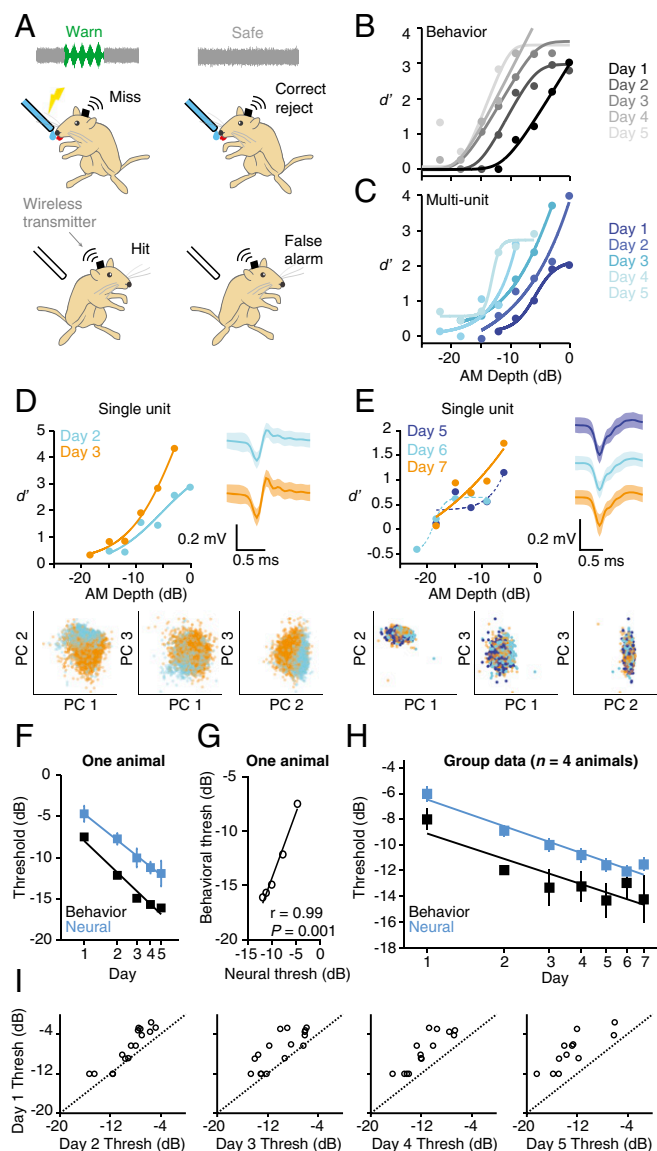 A
Warn
Safe
Miss
Correct
reject
Wireless
transmitter
Hit
False
alarm
B
Behavior
4
3
2
1
0
d'
Day 1
Day 2
Day 3
Day 4
Day 5
C
Multi-unit
4
3
2
1
0
d'
-20
-10
0
AM Depth (dB)
Day 1
Day 2
Day 3
Day 4
Day 5
D
Single unit
Day 2
Day 3
5
4
3
2
1
0
d'
-20
-10
0
AM Depth (dB)
0.2 mV
0.5 ms
PC 2
PC 1
PC 3
PC 1
PC 3
PC 2
E
Single unit
Day 5
Day 6
Day 7
2
1.5
1
0.5
0
-0.5
d'
-20
-10
0
AM Depth (dB)
0.2 mV
0.5 ms
PC 2
PC 1
PC 3
PC 1
PC 3
PC 2
F
One animal
0
-5
-10
-15
-20
Threshold (dB)
Behavior
Neural
1
2
3
4
5
Day
G
One animal
-5
-10
-15
-20
Behavioral thresh (dB)
r = 0.99
P = 0.001
-15
-10
-5
0
Neural thresh (dB)
H
Group data (n = 4 animals)
-4
-6
-8
-10
-12
-14
-16
-18
Threshold (dB)
Behavior
Neural
1
2
3
4
5
6
7
Day
I
Day 1 Thresh (dB)
-4
-12
-20
-20
-12
-4
Day 2 Thresh (dB)
-4
-12
-20
-12
-4
Day 3 Thresh (dB)
-4
-12
-20
-12
-4
Day 4 Thresh (dB)
-4
-12
-20
-12
-4
Day 5 Thresh (dB)